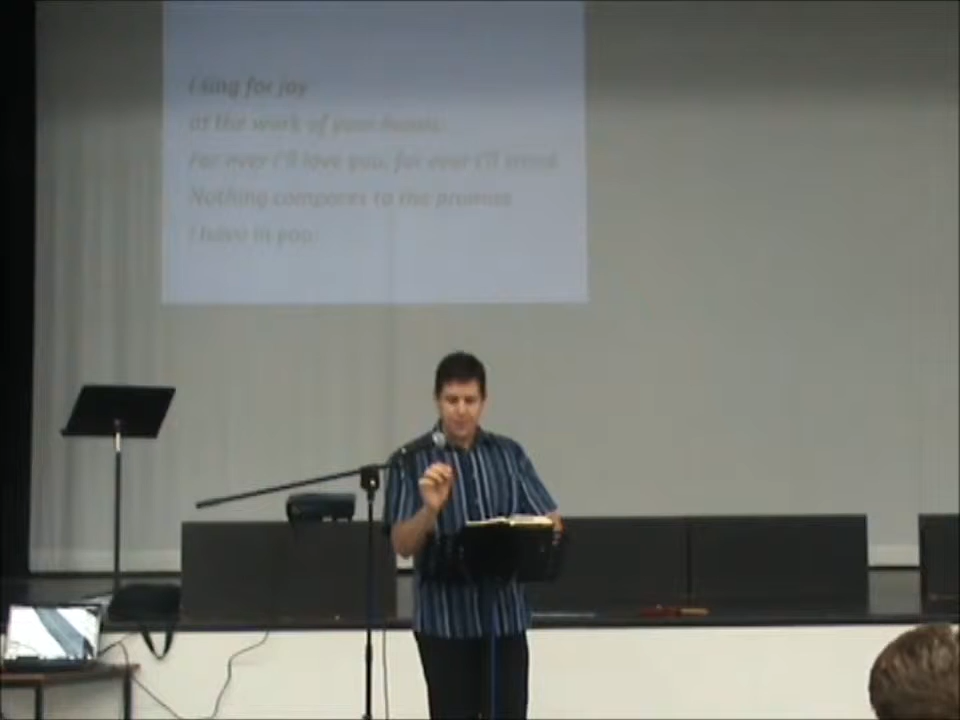 I sing for joy
at the work of your hands.
For ever I'll love you, for ever I'll stand.
Nothing compares to the promise
I have in you.